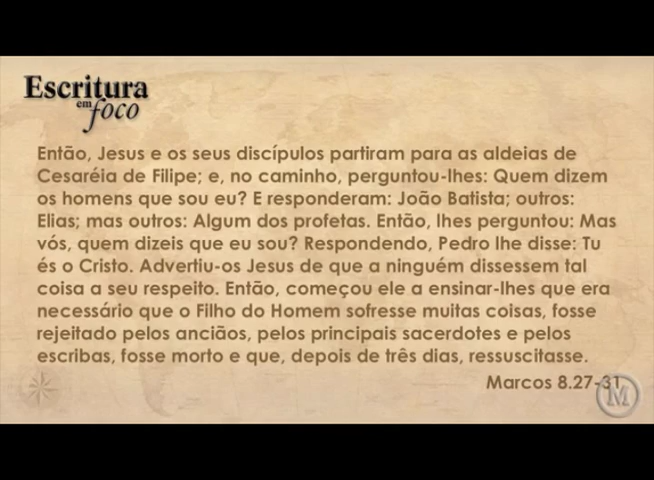 Escritura
em
foco
Então, Jesus e os seus discípulos partiram para as aldeias de
Cesaréia de Filipe; e, no caminho, perguntou-lhes: Quem dizem
os homens que sou eu? E responderam: João Batista; outros:
Elias; mas outros: Algum dos profetas. Então, lhes perguntou: Mas
vós, quem dizeis que eu sou? Respondendo, Pedro lhe disse: Tu
és o Cristo. Advertiu-os Jesus de que a ninguém dissessem tal
coisa a seu respeito. Então, começou ele a ensinar-lhes que era
necessário que o Filho do Homem sofresse muitas coisas, fosse
rejeitado pelos anciãos, pelos principais sacerdotes e pelos
escribas, fosse morto e que, depois de três dias, ressuscitasse.
Marcos 8.27-31
M